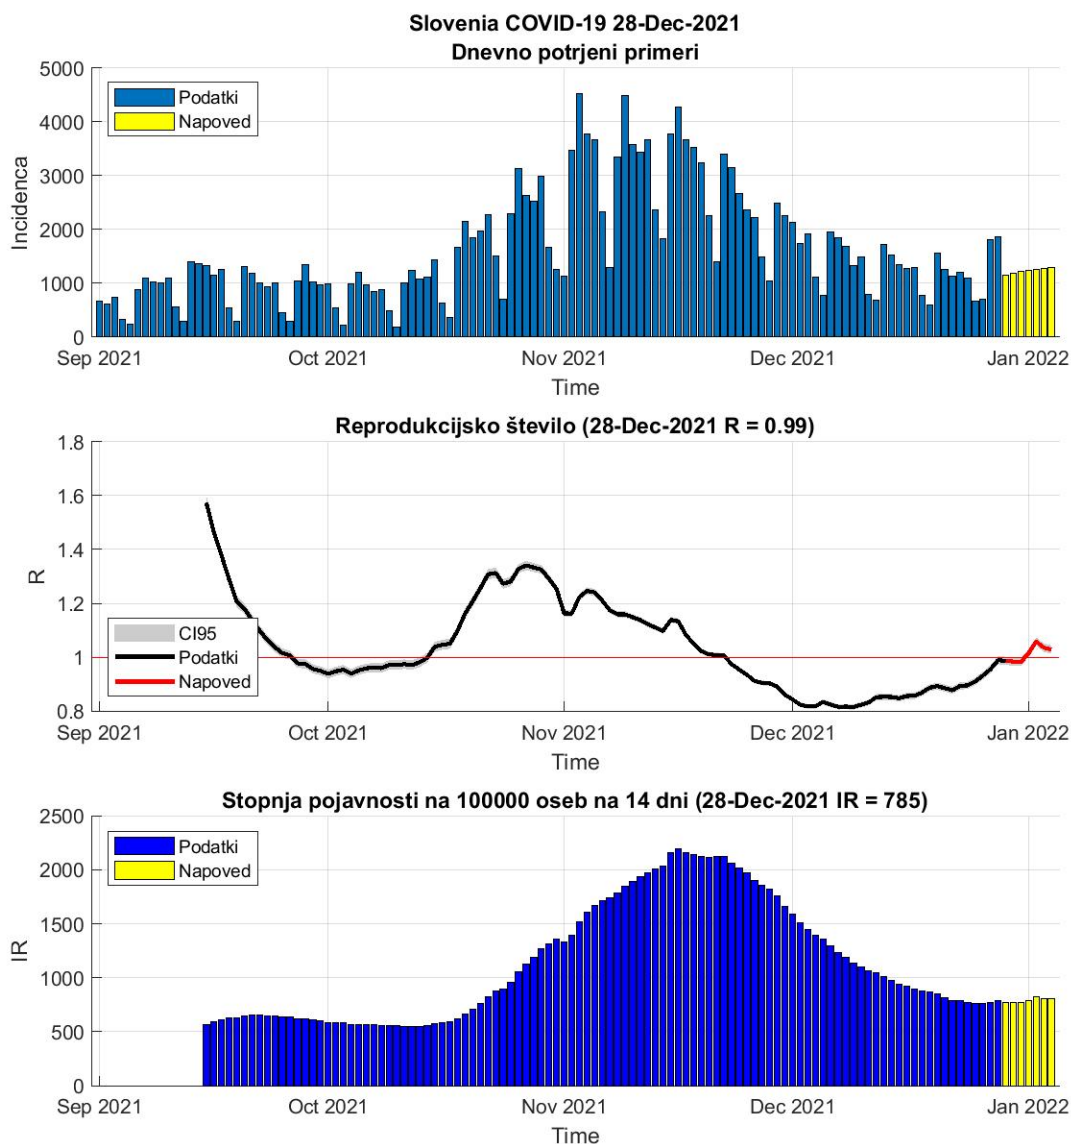 Slovenia COVID-19 28-Dec-2021
Dnevno potrjeni primeri
5000
4000
3000
2000
1000
0
Incidenca
Podatki
Napoved
Sep 2021 Oct 2021 Nov 2021 Dec 2021 Jan 2022
Time
Reprodukcijsko število (28-Dec-2021 R = 0.99)
1.8
1.6
1.4
1.2
1
0.8
R
CI95
Podatki
Napoved
Sep 2021 Oct 2021 Nov 2021 Dec 2021 Jan 2022
Time
Stopnja pojavnosti na 100000 oseb na 14 dni (28-Dec-2021 IR = 785)
2500
2000
1500
1000
500
0
IR
Podatki
Napoved
Sep 2021 Oct 2021 Nov 2021 Dec 2021 Jan 2022
Time